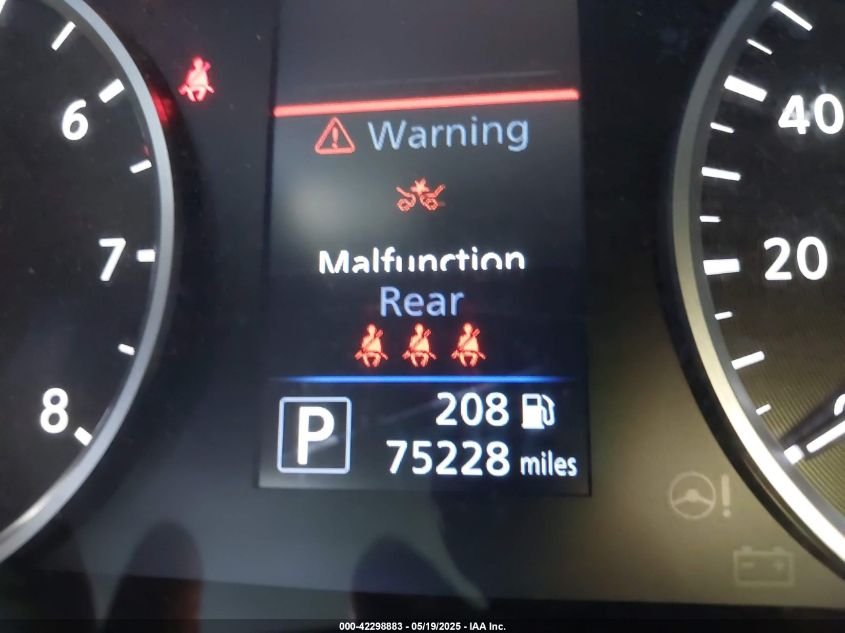 6
7
8
Warning
Malfunction
Rear
P
208
75228 miles
40
20
000-42298883 - 05/19/2025 - IAA Inc.